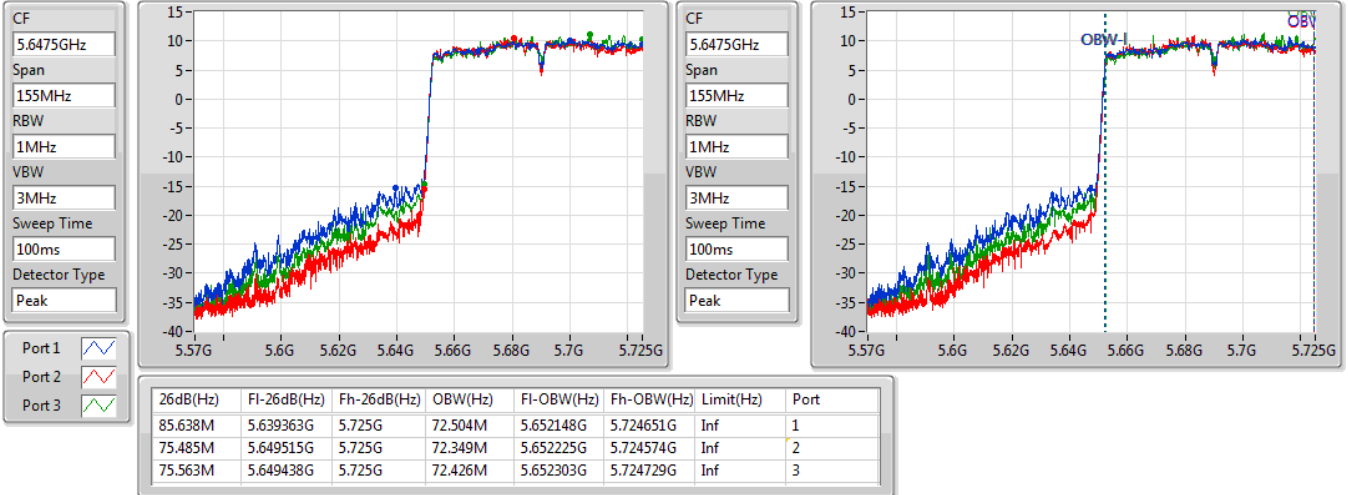 CF
5.6475GHz
Span
155MHz
RBW
1MHz
VBW
3MHz
Sweep Time
100ms
Detector Type
Peak
15
10
5
0
-5
-10
-15
-20
-25
-30
-35
-40
5.57G 5.6G 5.62G 5.64G 5.66G 5.68G 5.7G 5.725G
CF
5.6475GHz
Span
155MHz
RBW
1MHz
VBW
3MHz
Sweep Time
100ms
Detector Type
Peak
15
10
5
0
-5
-10
-15
-20
-25
-30
-35
-40
OBW-l
OBW
5.57G 5.6G 5.62G 5.64G 5.66G 5.68G 5.7G 5.725G
Port 1
Port 2
Port 3
26dB(Hz) Fl-26dB(Hz) Fh-26dB(Hz) OBW(Hz) Fl-OBW(Hz) Fh-OBW(Hz) Limit(Hz) Port
85.638M 5.639363G 5.725G 72.504M 5.652148G 5.724651G Inf 1
75.485M 5.649515G 5.725G 72.349M 5.652225G 5.724574G Inf 2
75.563M 5.649438G 5.725G 72.426M 5.652303G 5.724729G Inf 3